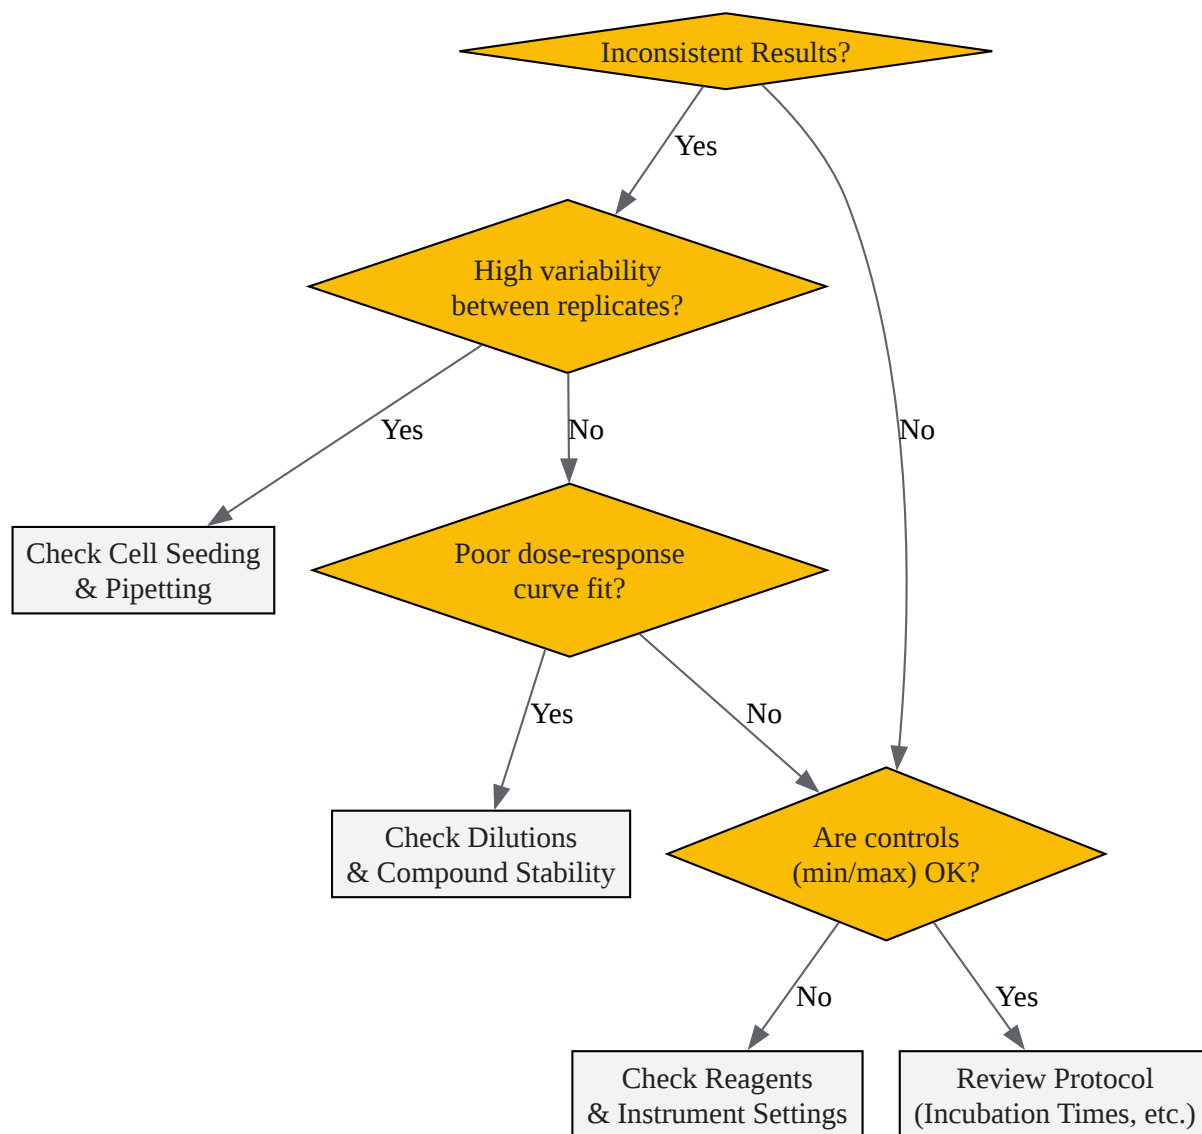 Inconsistent Results?
Yes
High variability
between replicates?
Yes
No
No
Check Cell Seeding
& Pipetting
Poor dose-response
curve fit?
Yes
No
Check Dilutions
& Compound Stability
Are controls
(min/max) OK?
No
Yes
Check Reagents
& Instrument Settings
Review Protocol
(Incubation Times, etc.)